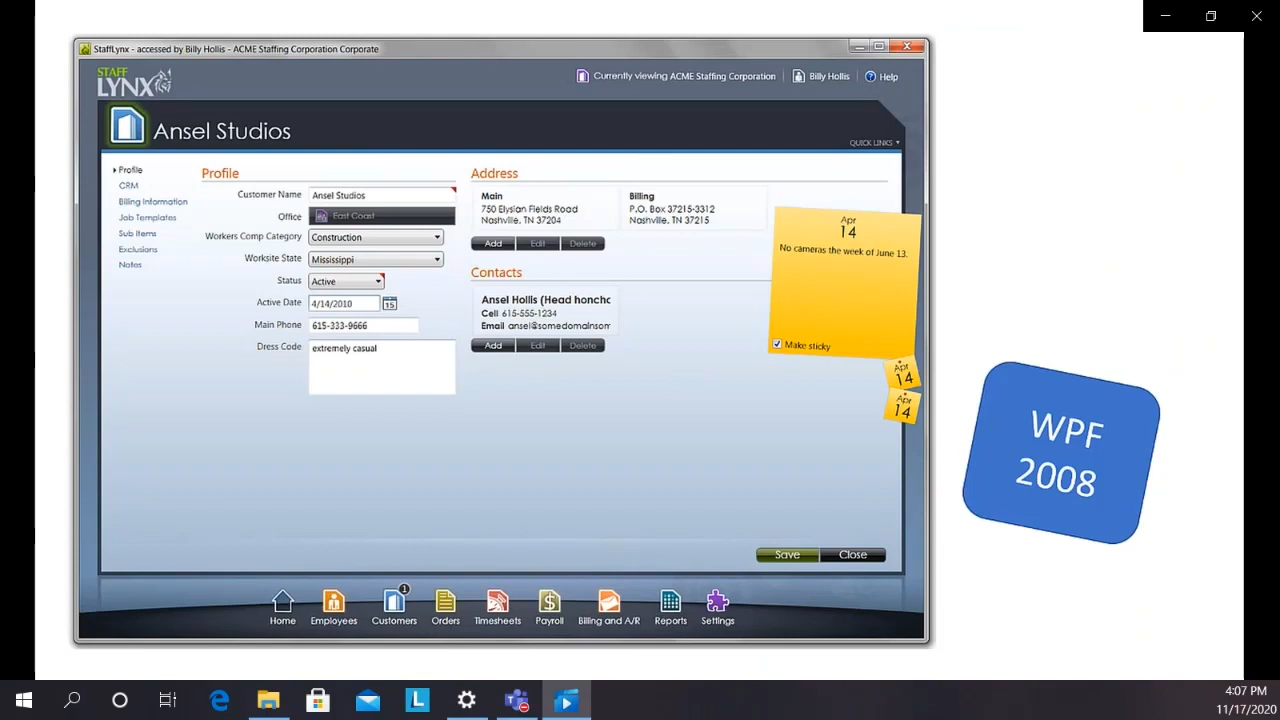 StaffLynx - accessed by Billy Hollis - ACME Staffing Corporation Corporate
STAFF
LYNX
Currently viewing ACME Staffing Corporation
Billy Hollis
Help
Ansel Studios
QUICK LINKS
Profile
CRM
Billing Information
Job Templates
Sub Items
Exclusions
Notes
Profile
Customer Name Ansel Studios
Office East Coast
Workers Comp Category Construction
Worksite State Mississippi
Status Active
Active Date 4/14/2010 15
Main Phone 615-333-9666
Dress Code extremely casual
Address
Main
750 Elysian Fields Road
Nashville, TN 37204
Billing
P.O. Box 37215-3312
Nashville, TN 37215
Add Edit Delete
Contacts
Ansel Hollis (Head honcho
Cell 615-555-1234
Email ansel@somedomainsom
Add Edit Delete
Apr
14
No cameras the week of June 13.
Make sticky
Apr
14
Apr
14
Save Close
1
Home Employees Customers Orders Timesheets Payroll Billing and A/R Reports Settings
WPF
2008
4:07 PM
11/17/2020